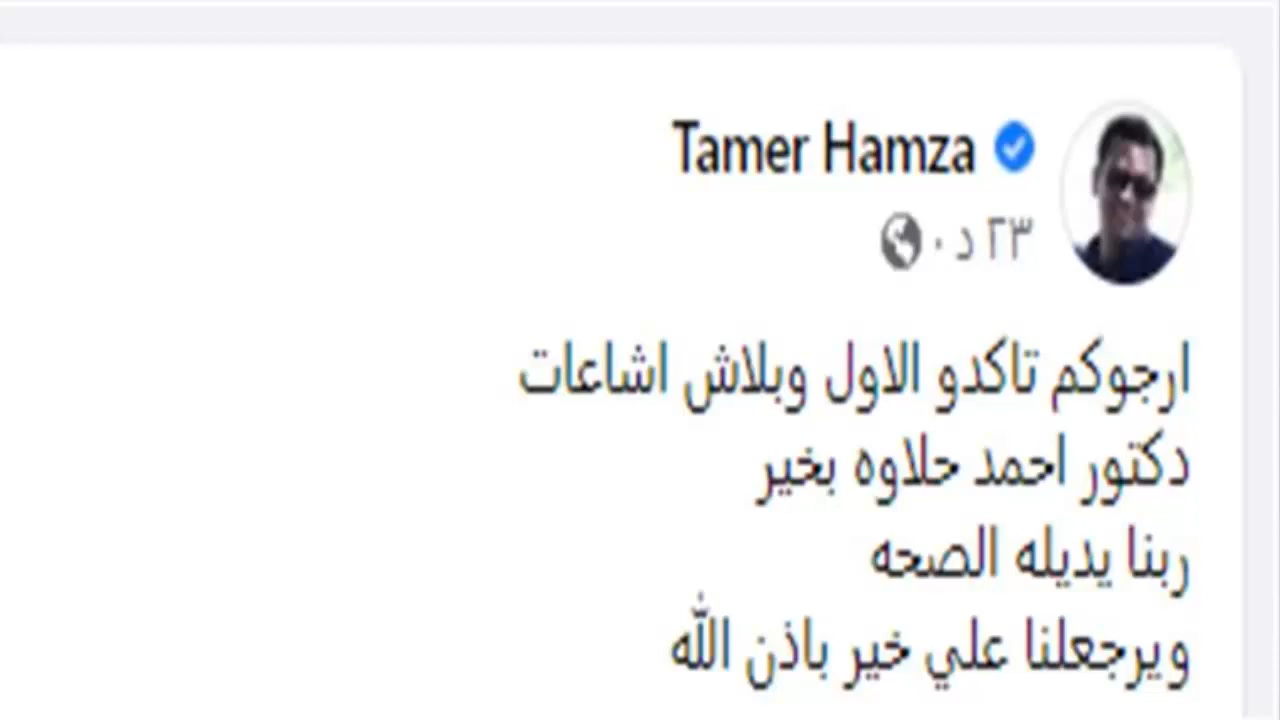 Tamer Hamza
٢٣ د ·
ارجوكم تاكدو الاول وبلاش اشاعات
دكتور احمد حلاوه بخير
ربنا يديله الصحه
ويرجعلنا علي خير باذن الله